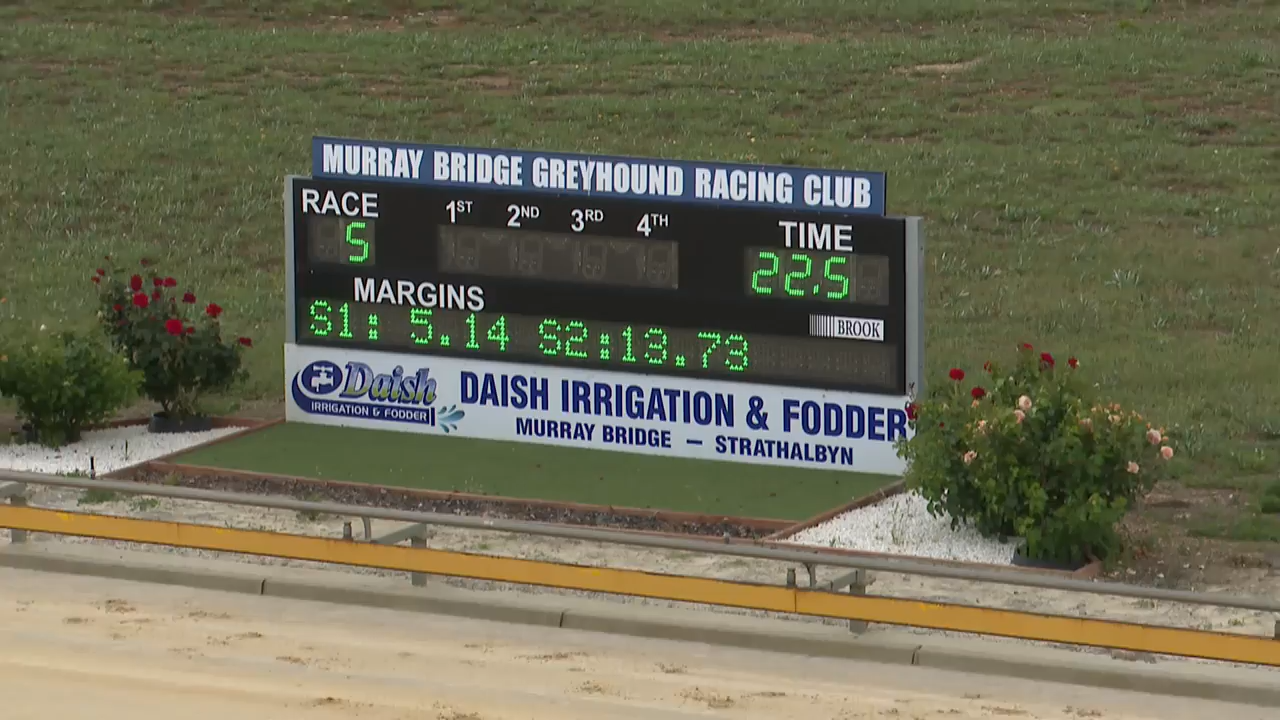 MURRAY BRIDGE GREYHOUND RACING CLUB
RACE 1ST 2ND 3RD 4TH TIME
5 22.5
MARGINS
S1: 5.14 S2:13.73
BROOK
Daish
IRRIGATION & FODDER
DAISH IRRIGATION & FODDER
MURRAY BRIDGE – STRATHALBYN